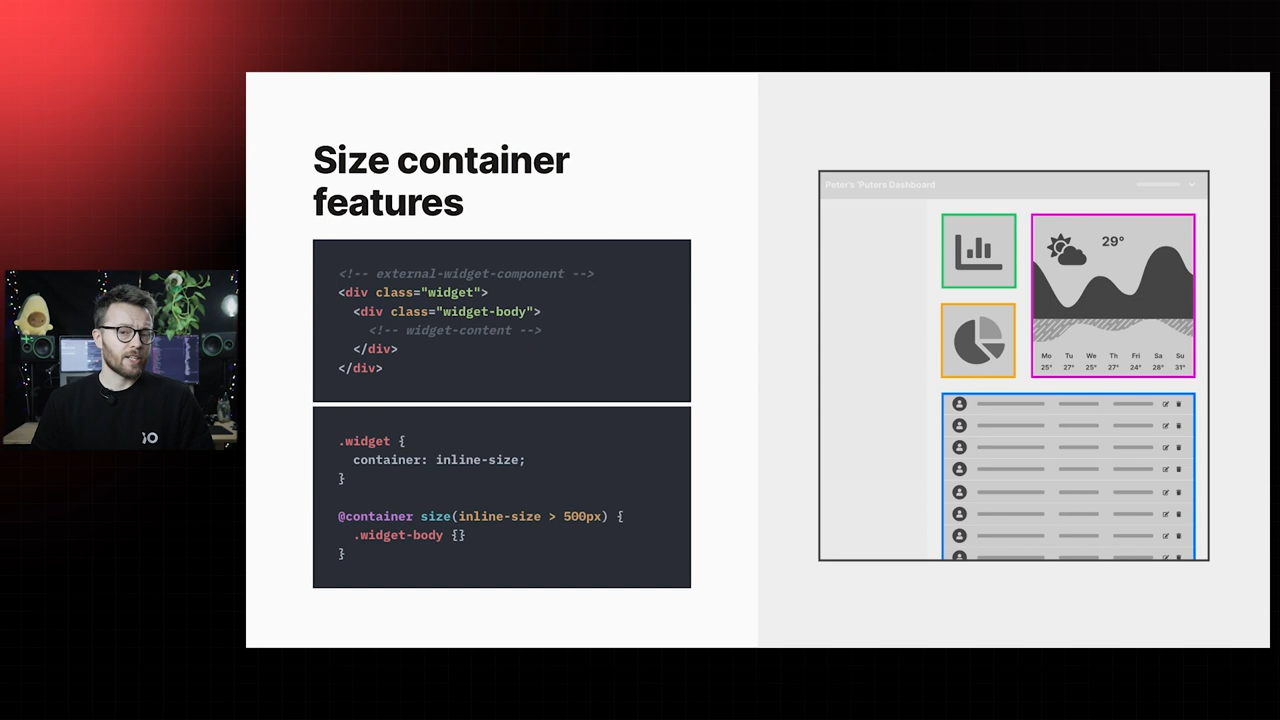 Size container
features
<!-- external-widget-component -->
<div class="widget">
<div class="widget-body">
<!-- widget-content -->
</div>
</div>
.widget {
container: inline-size;
}
@container size(inline-size > 500px) {
.widget-body {}
}
Peter's 'Puters Dashboard
29°
Mo Tu We Th Fri Sa Su
25° 27° 25° 27° 24° 28° 31°